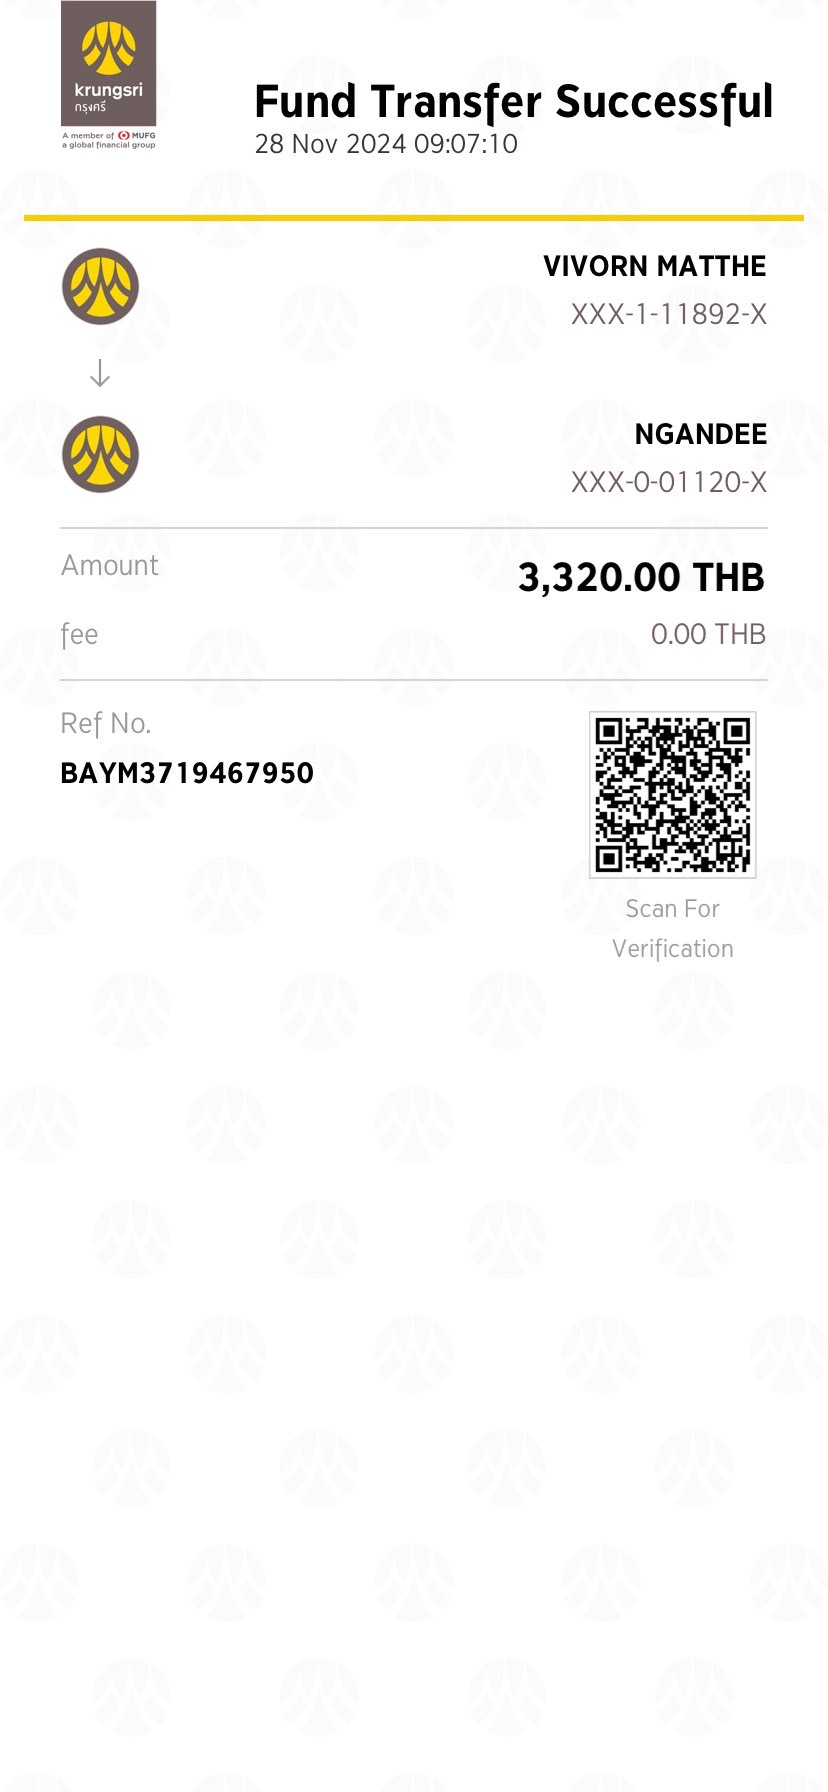 krungsri
กรุงศรี
A member of MUFG
a global financial group
Fund Transfer Successful
28 Nov 2024 09:07:10
VIVORN MATTHE
XXX-1-11892-X
NGANDEE
XXX-0-01120-X
Amount
3,320.00 THB
fee
0.00 THB
Ref No.
BAYM3719467950
Scan For
Verification